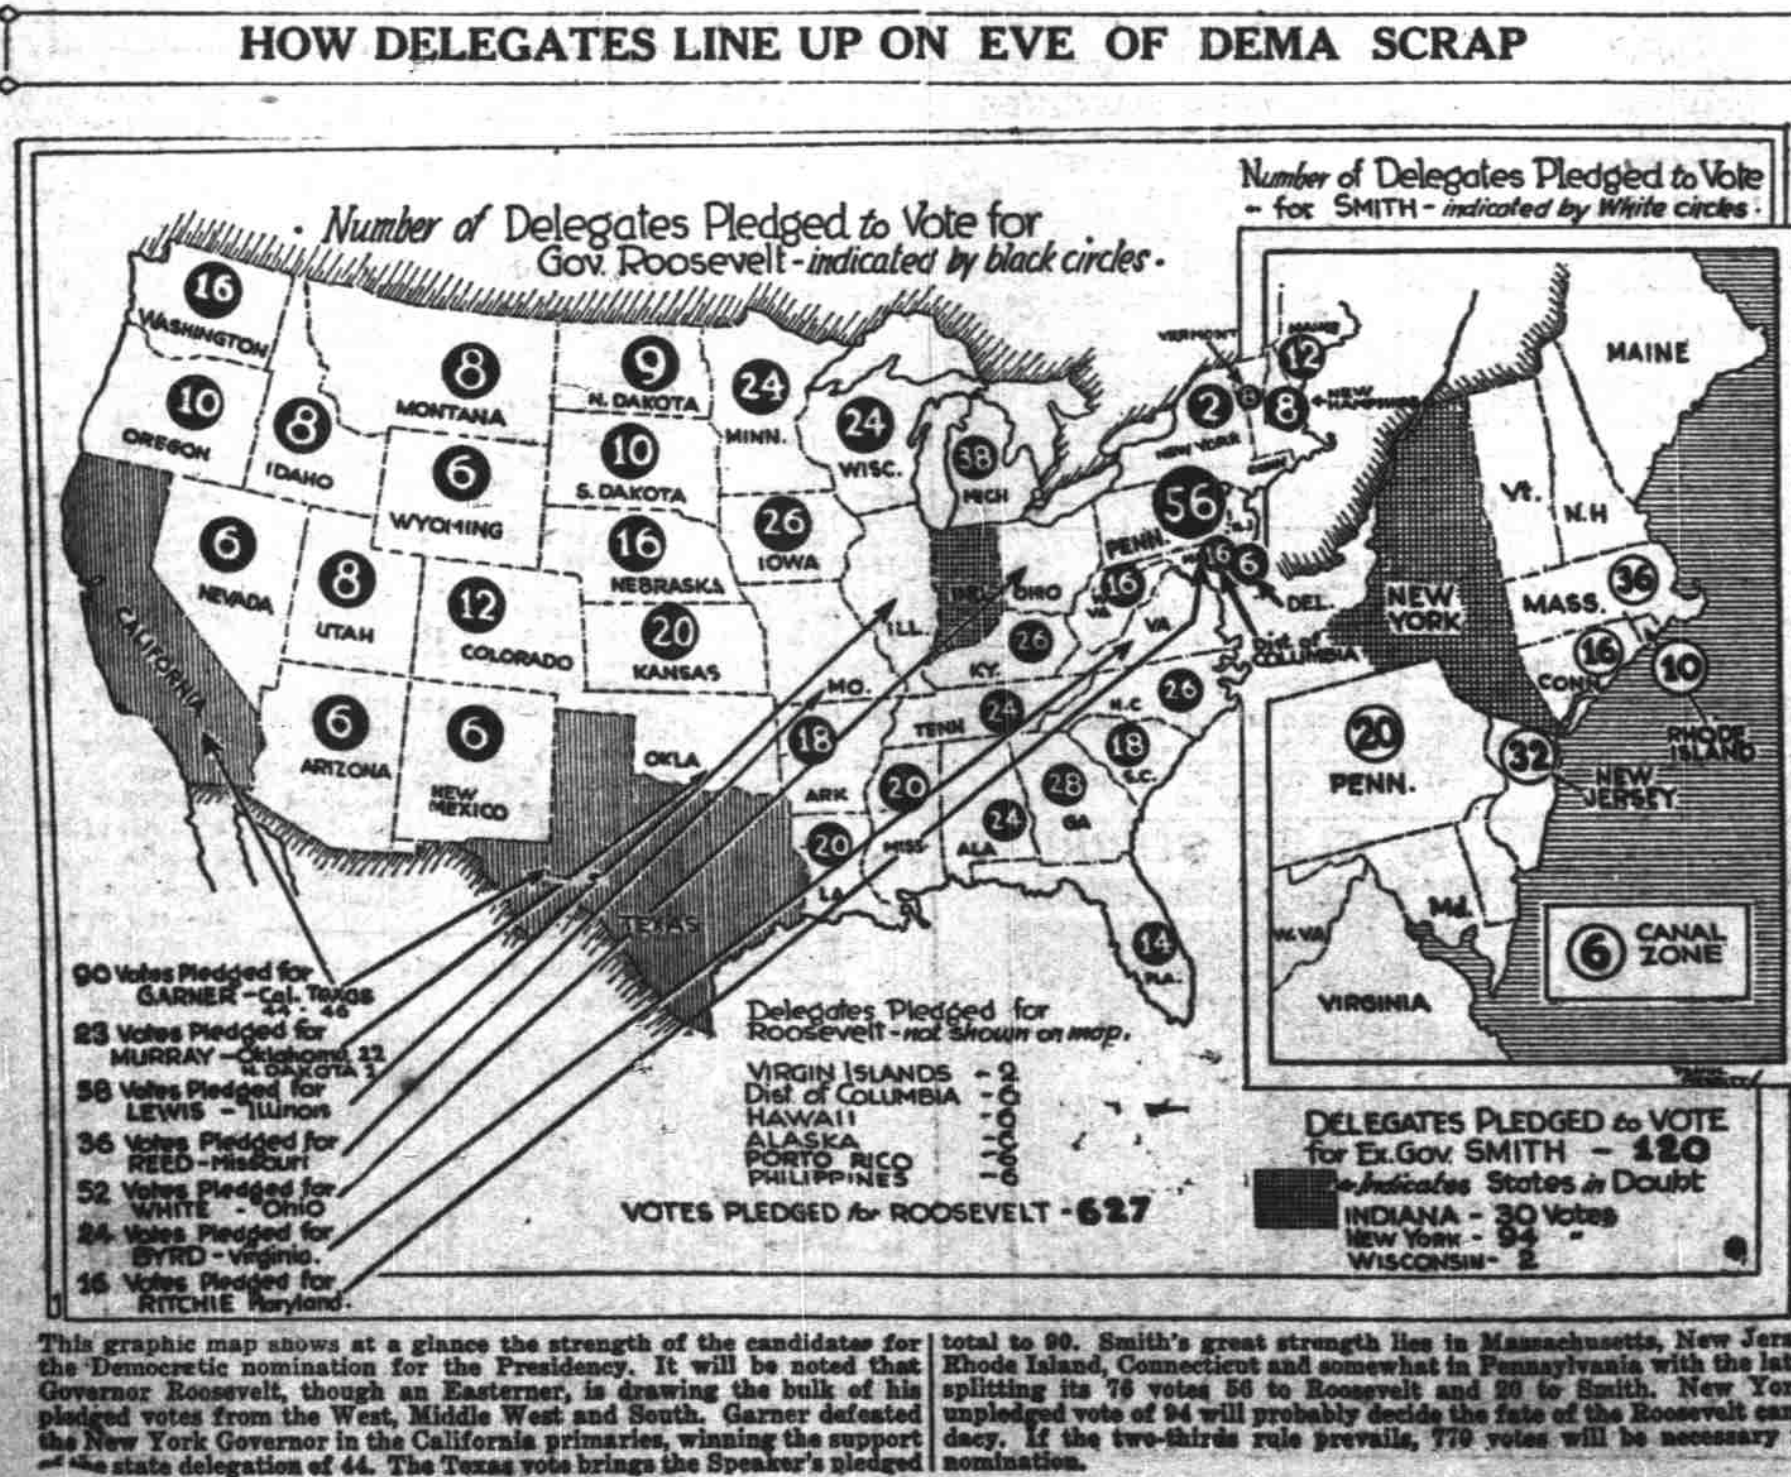 HOW DELEGATES LINE UP ON EVE OF DEMA SCRAP
Number of Delegates Pledged to Vote for
Gov. Roosevelt - indicated by black circles.
Number of Delegates Pledged to Vote
- for SMITH - indicated by White circles.
16
WASHINGTON
10
OREGON
8
IDAHO
8
MONTANA
6
WYOMING
9
N. DAKOTA
10
S. DAKOTA
16
NEBRASKA
20
KANSAS
24
MINN.
26
IOWA
24
WISC.
38
MICH
6
NEVADA
8
UTAH
12
COLORADO
CALIFORNIA
6
ARIZONA
6
NEW
MEXICO
OKLA
TEXAS
MO.
18
ARK
20
LA
ILL.
IND.
OHIO
26
KY.
24
TENN
20
MISS
24
ALA
28
GA
14
FLA.
18
S.C.
26
N.C
VA
16
W.
VA
56
PENN.
N.J.
16
6
DEL.
Dist of
COLUMBIA
2
NEW YORK
VERMONT
8
MAINE
12
8
NEW
HAMPSHIRE
CONN
MAINE
Vt.
N.H
NEW
YORK
MASS.
36
CONN
16
10
RHODE
ISLAND
20
PENN.
32
NEW
JERSEY
Md.
W.VA
VIRGINIA
6
CANAL
ZONE
90 Votes Pledged for
GARNER - Cal. Texas
44 - 46
23 Votes Pledged for
MURRAY - Oklahoma 22
N. DAKOTA 1
58 Votes Pledged for
LEWIS - Illinois
36 Votes Pledged for
REED - Missouri
52 Votes Pledged for
WHITE - Ohio
24 Votes Pledged for
BYRD - Virginia.
16 Votes Pledged for
RITCHIE Maryland.
Delegates Pledged for
Roosevelt - not shown on map.
VIRGIN ISLANDS - 2
Dist of COLUMBIA - 6
HAWAII - 6
ALASKA - 6
PORTO RICO - 6
PHILIPPINES - 6
VOTES PLEDGED for ROOSEVELT - 627
DELEGATES PLEDGED to VOTE
for Ex. Gov. SMITH - 120
Indicates States in Doubt
INDIANA - 30 Votes
NEW YORK - 94 "
WISCONSIN - 2
This graphic map shows at a glance the strength of the candidates for
the Democretic nomination for the Presidency. It will be noted that
Governor Roosevelt, though an Easterner, is drawing the bulk of his
pledged votes from the West, Middle West and South. Garner defeated
the New York Governor in the California primaries, winning the support
of the state delegation of 44. The Texas vote brings the Speaker's pledged
total to 90. Smith's great strength lies in Massachusetts, New Jer
Rhode Island, Connecticut and somewhat in Pennsylvania with the la
splitting its 76 votes 56 to Roosevelt and 20 to Smith. New Yo
unpledged vote of 94 will probably decide the fate of the Roosevelt can
dacy. If the two-thirds rule prevails, 770 votes will be necessary
nomination.